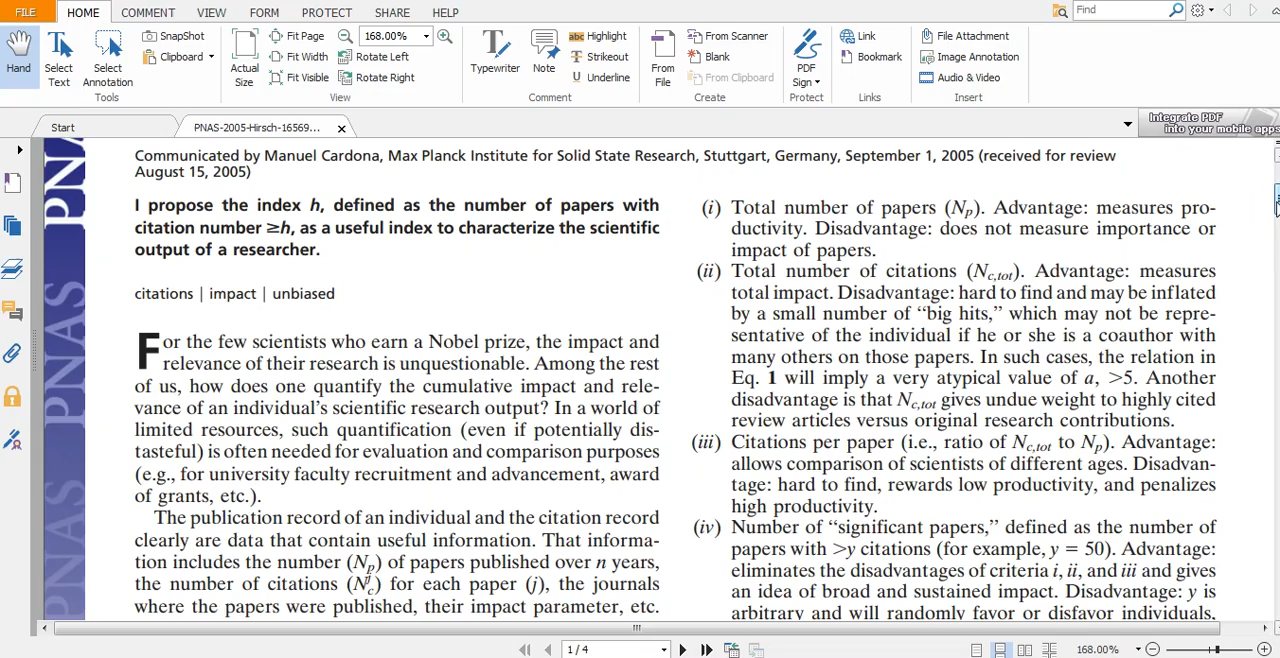 FILE HOME COMMENT VIEW FORM PROTECT SHARE HELP Find
Hand
Select Text
Select Annotation
SnapShot
Clipboard
Tools
Actual Size
Fit Page
Fit Width
Fit Visible
168.00%
Rotate Left
Rotate Right
View
Typewriter
Note
abc Highlight
Strikeout
U Underline
Comment
From File
From Scanner
Blank
From Clipboard
Create
PDF Sign
Protect
Link
Bookmark
Links
File Attachment
Image Annotation
Audio & Video
Insert
Start
PNAS-2005-Hirsch-16569...
Integrate PDF
into your mobile apps
PNAS
PNAS
PNAS
Communicated by Manuel Cardona, Max Planck Institute for Solid State Research, Stuttgart, Germany, September 1, 2005 (received for review
August 15, 2005)
I propose the index h, defined as the number of papers with
citation number ≥h, as a useful index to characterize the scientific
output of a researcher.
citations | impact | unbiased
For the few scientists who earn a Nobel prize, the impact and
relevance of their research is unquestionable. Among the rest
of us, how does one quantify the cumulative impact and rele-
vance of an individual's scientific research output? In a world of
limited resources, such quantification (even if potentially dis-
tasteful) is often needed for evaluation and comparison purposes
(e.g., for university faculty recruitment and advancement, award
of grants, etc.).
The publication record of an individual and the citation record
clearly are data that contain useful information. That informa-
tion includes the number (Np) of papers published over n years,
the number of citations (Njc) for each paper (j), the journals
where the papers were published, their impact parameter, etc.
(i) Total number of papers (Np). Advantage: measures pro-
ductivity. Disadvantage: does not measure importance or
impact of papers.
(ii) Total number of citations (Nc,tot). Advantage: measures
total impact. Disadvantage: hard to find and may be inflated
by a small number of “big hits,” which may not be repre-
sentative of the individual if he or she is a coauthor with
many others on those papers. In such cases, the relation in
Eq. 1 will imply a very atypical value of a, >5. Another
disadvantage is that Nc,tot gives undue weight to highly cited
review articles versus original research contributions.
(iii) Citations per paper (i.e., ratio of Nc,tot to Np). Advantage:
allows comparison of scientists of different ages. Disadvan-
tage: hard to find, rewards low productivity, and penalizes
high productivity.
(iv) Number of “significant papers,” defined as the number of
papers with >y citations (for example, y = 50). Advantage:
eliminates the disadvantages of criteria i, ii, and iii and gives
an idea of broad and sustained impact. Disadvantage: y is
arbitrary and will randomly favor or disfavor individuals,
1 / 4
168.00%